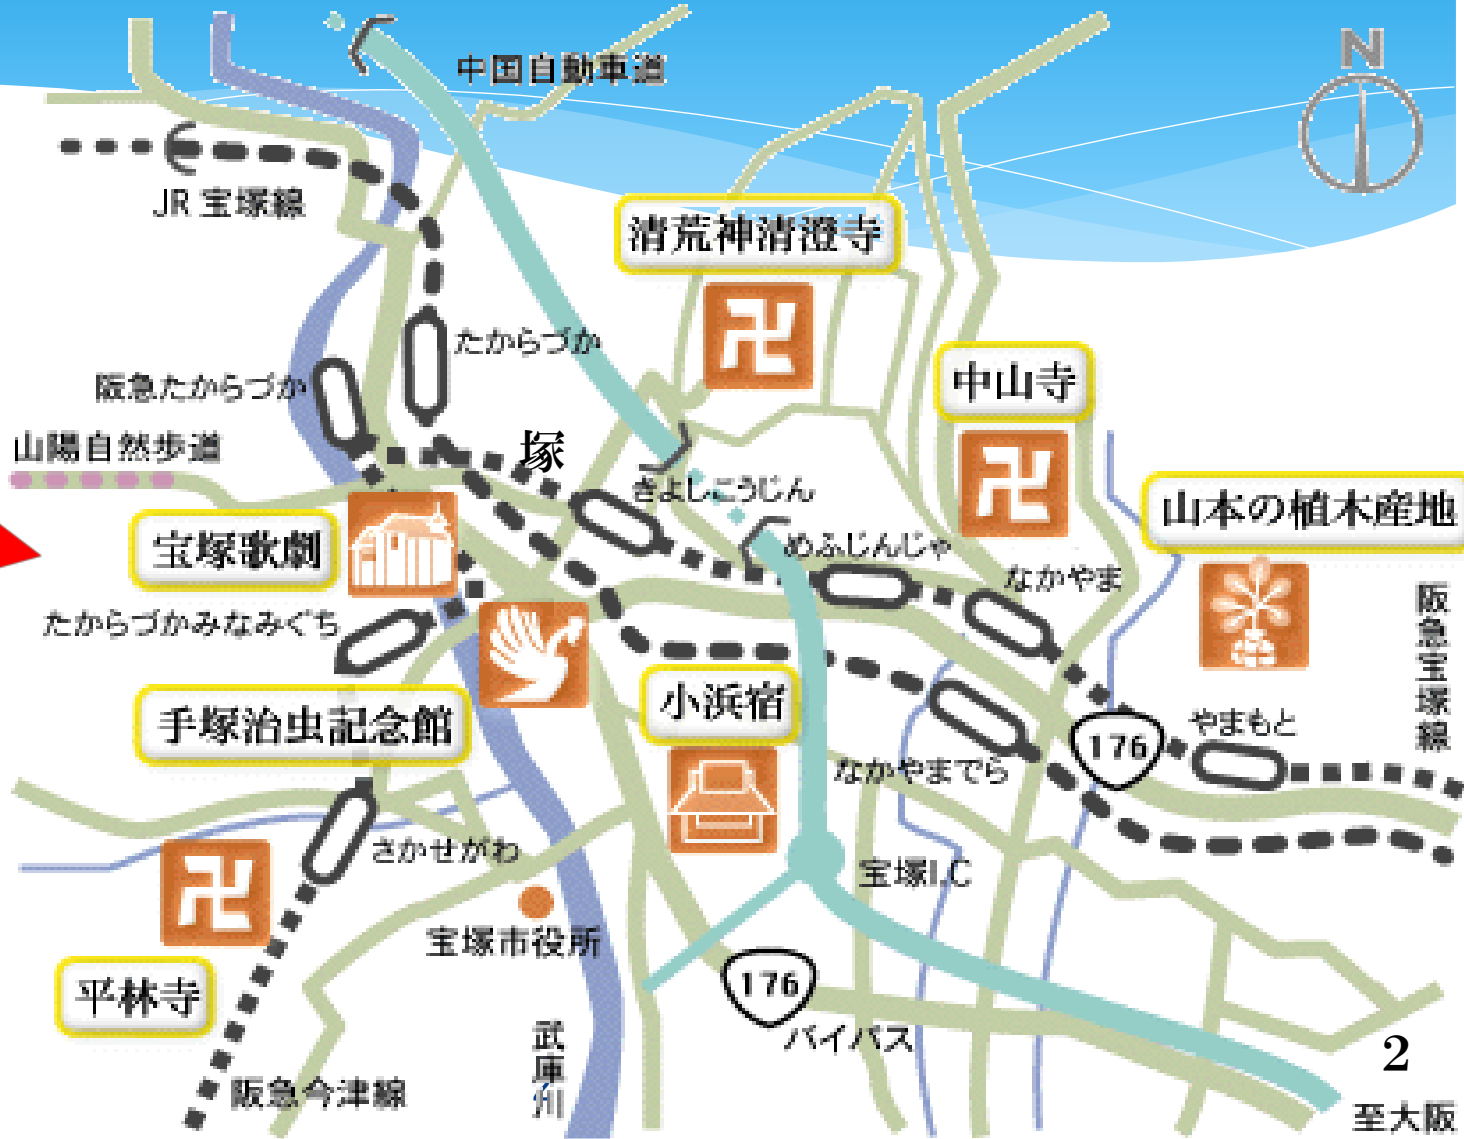 N
中国自動車道
JR 宝塚線
清荒神清澄寺
たからづか
阪急たからづか
中山寺
塚
山陽自然歩道
きよしこうじん
山本の植木産地
宝塚歌劇
めふじんじゃ
なかやま
たからづかみなみぐち
阪急宝塚線
小浜宿
手塚治虫記念館
やまもと
176
なかやまでら
さかせがわ
宝塚I.C
宝塚市役所
平林寺
176
バイパス
武庫川
2
阪急今津線
至大阪